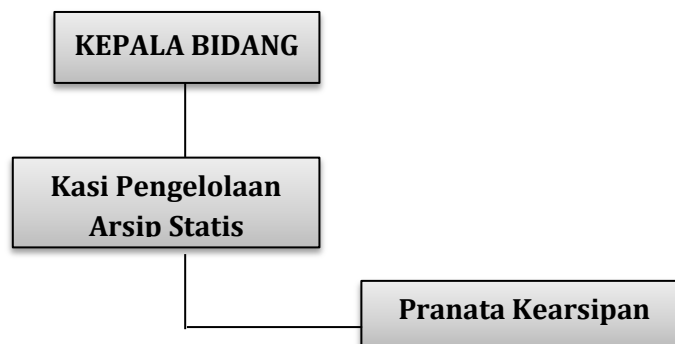 KEPALA BIDANG
Kasi Pengelolaan
Arsip Statis
Pranata Kearsipan